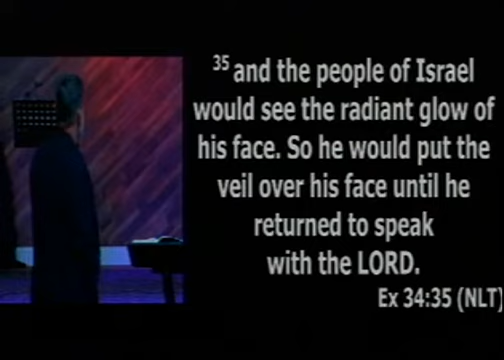 35 and the people of Israel
would see the radiant glow of
his face. So he would put the
veil over his face until he
returned to speak
with the LORD.
Ex 34:35 (NLT)